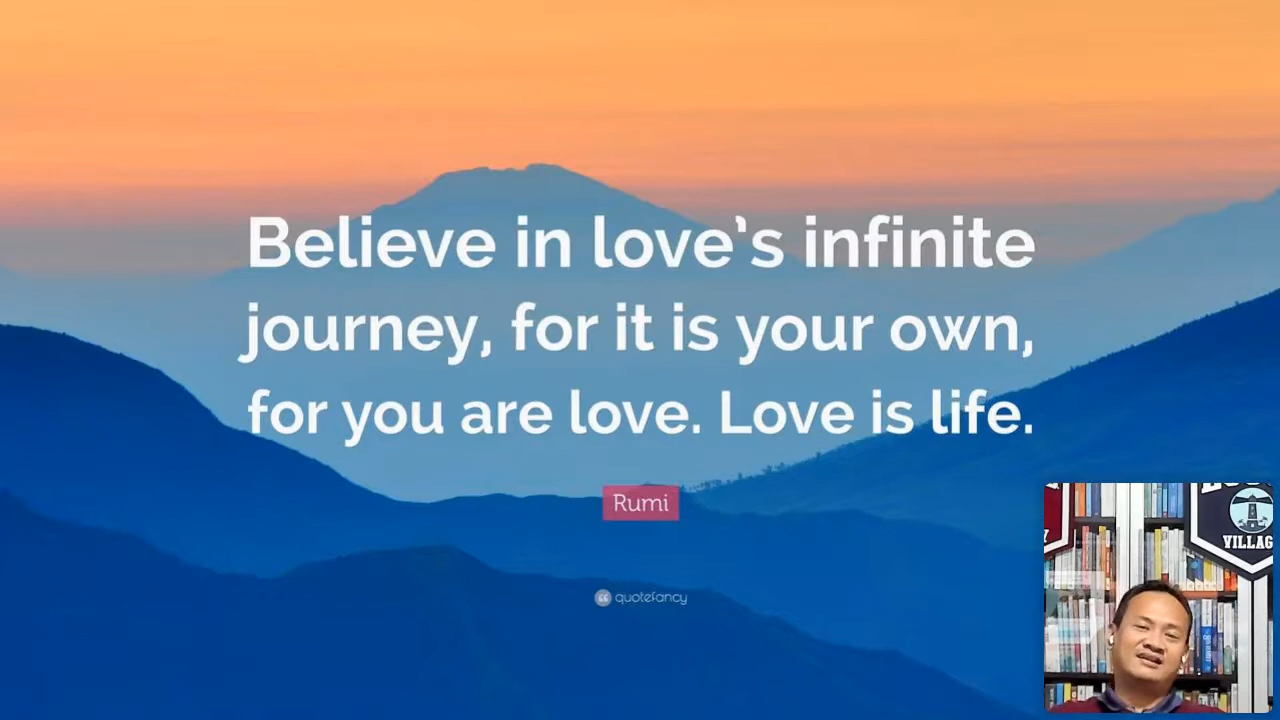 Believe in love’s infinite
journey, for it is your own,
for you are love. Love is life.
Rumi
quotefancy
VILLAG